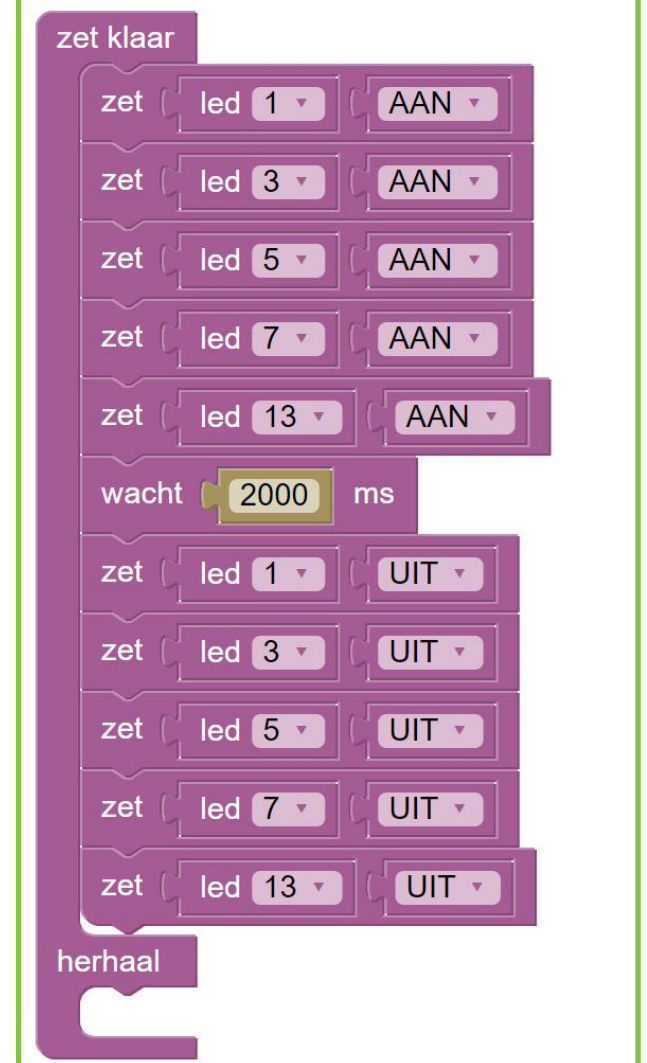 zet klaar
zet led 1 AAN
zet led 3 AAN
zet led 5 AAN
zet led 7 AAN
zet led 13 AAN
wacht 2000 ms
zet led 1 UIT
zet led 3 UIT
zet led 5 UIT
zet led 7 UIT
zet led 13 UIT
herhaal